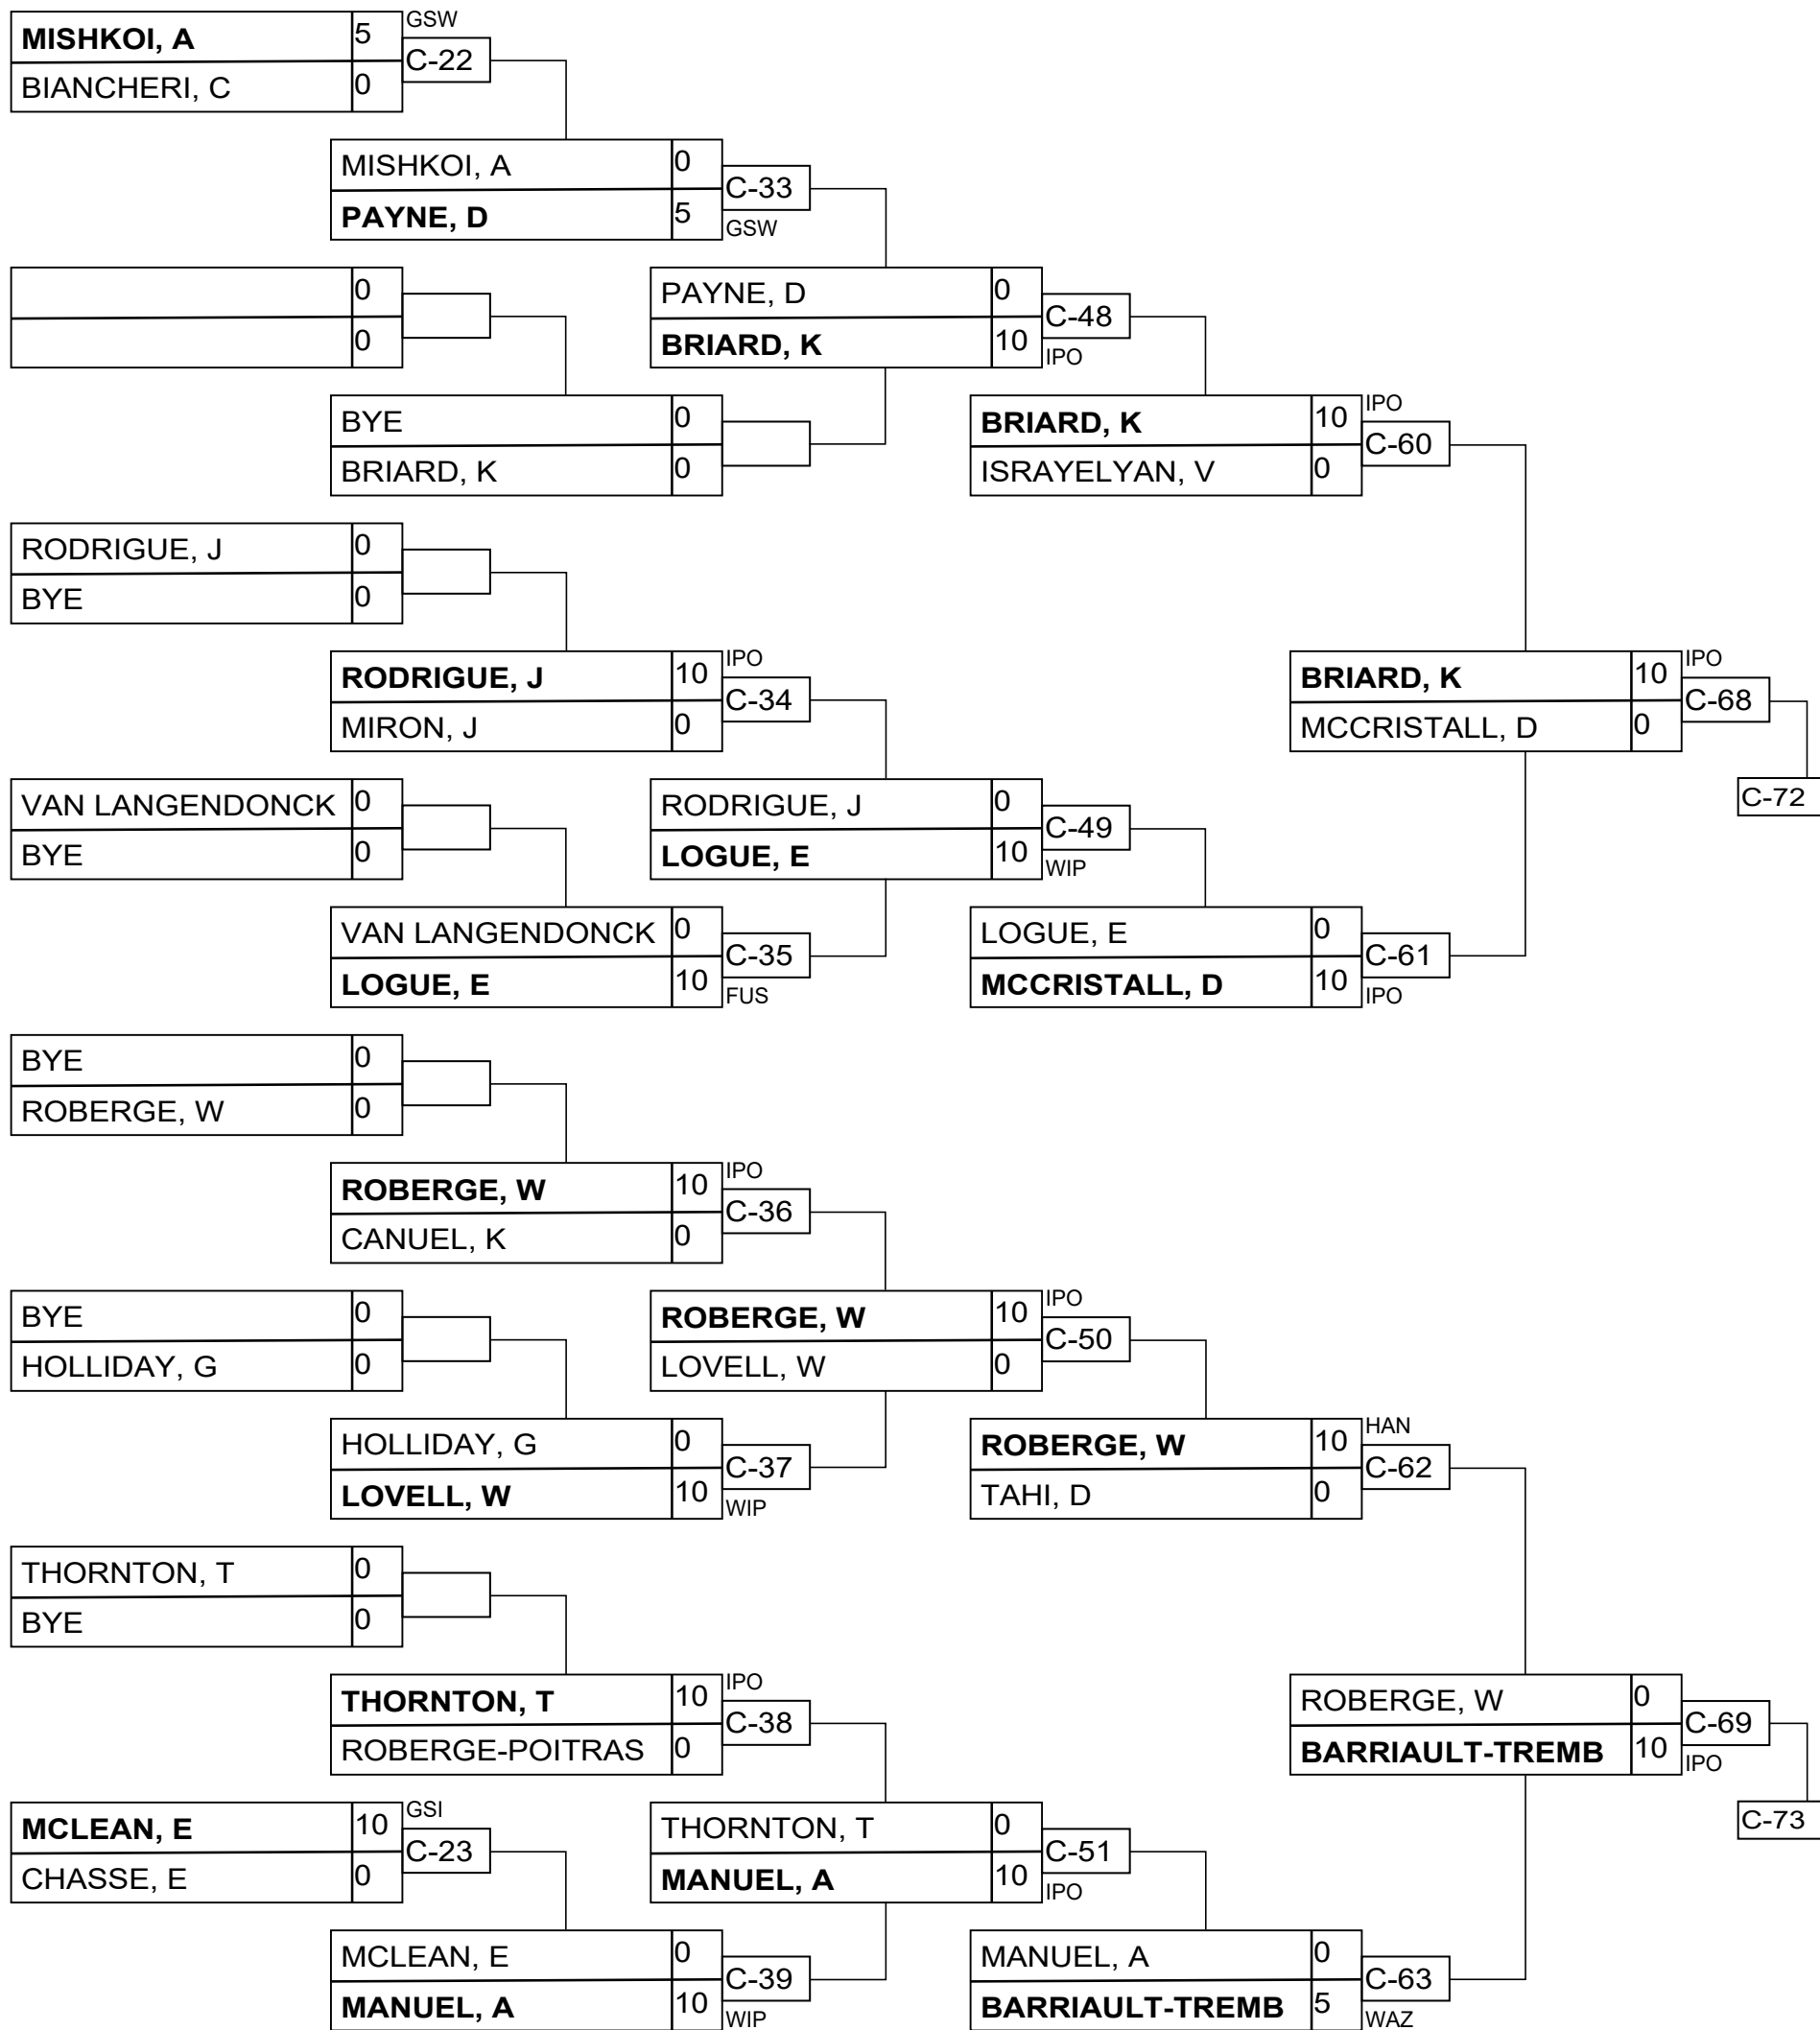 MISHKOI, A 5 GSW
C-22
BIANCHERI, C 0
MISHKOI, A 0
C-33
PAYNE, D 5 GSW
0
0
PAYNE, D 0
C-48
BRIARD, K 10 IPO
BYE 0
BRIARD, K 0
BRIARD, K 10 IPO
C-60
ISRAYELYAN, V 0
RODRIGUE, J 0
BYE 0
RODRIGUE, J 10 IPO
C-34
MIRON, J 0
BRIARD, K 10 IPO
C-68
MCCRISTALL, D 0
C-72
VAN LANGENDONCK 0
BYE 0
RODRIGUE, J 0
C-49
LOGUE, E 10 WIP
VAN LANGENDONCK 0
C-35
LOGUE, E 10 FUS
LOGUE, E 0
C-61
MCCRISTALL, D 10 IPO
BYE 0
ROBERGE, W 0
ROBERGE, W 10 IPO
C-36
CANUEL, K 0
BYE 0
HOLLIDAY, G 0
ROBERGE, W 10 IPO
C-50
LOVELL, W 0
HOLLIDAY, G 0
C-37
LOVELL, W 10 WIP
ROBERGE, W 10 HAN
C-62
TAHI, D 0
THORNTON, T 0
BYE 0
THORNTON, T 10 IPO
C-38
ROBERGE-POITRAS 0
ROBERGE, W 0
C-69
BARRIAULT-TREMB 10 IPO
C-73
MCLEAN, E 10 GSI
C-23
CHASSE, E 0
THORNTON, T 0
C-51
MANUEL, A 10 IPO
MCLEAN, E 0
C-39
MANUEL, A 10 WIP
MANUEL, A 0
C-63
BARRIAULT-TREMB 5 WAZ